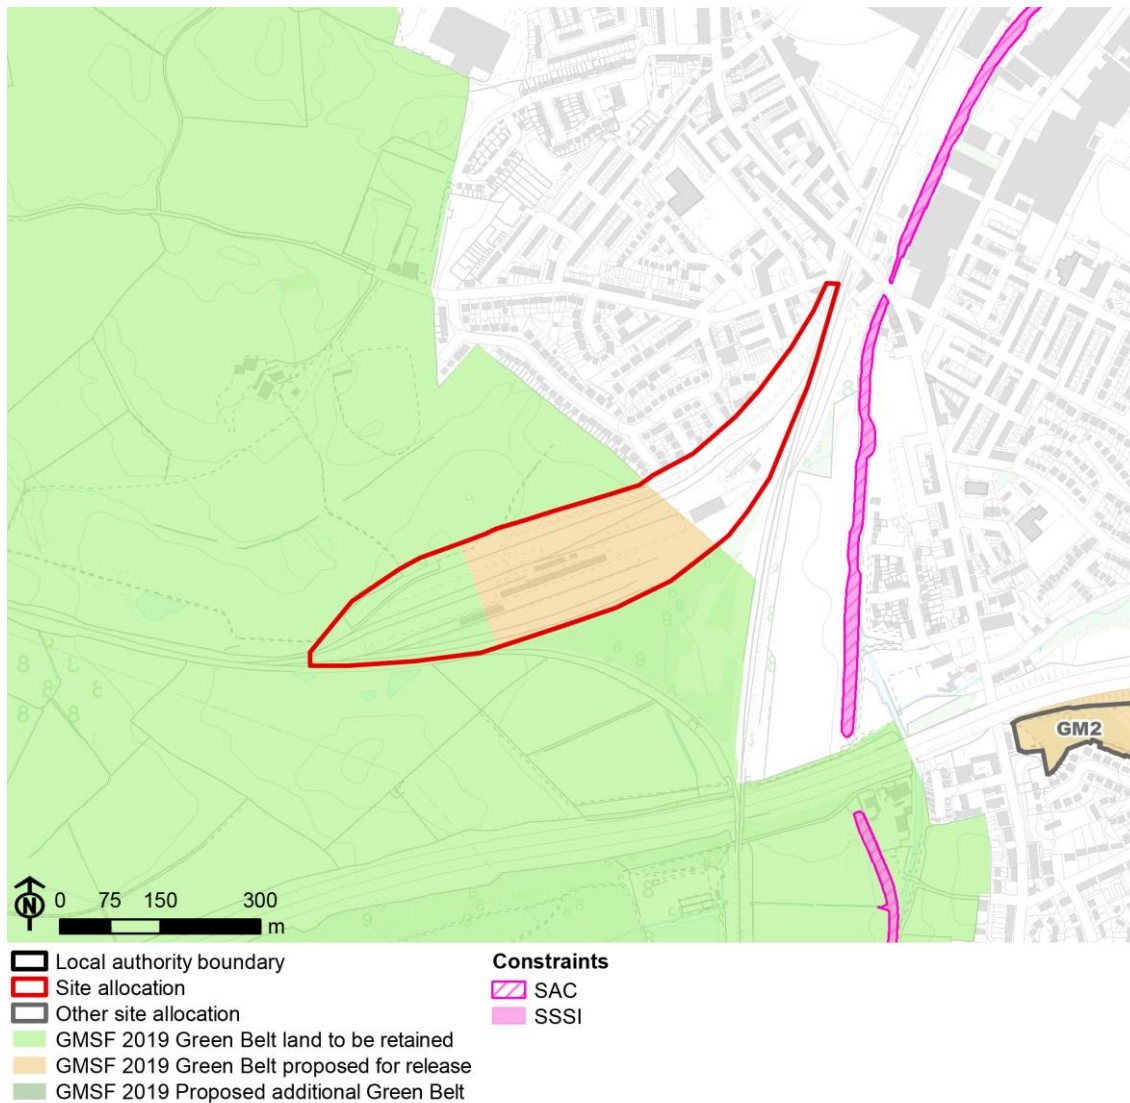 GM2
N
0 75 150 300
m
Local authority boundary
Site allocation
Other site allocation
GMSF 2019 Green Belt land to be retained
GMSF 2019 Green Belt proposed for release
GMSF 2019 Proposed additional Green Belt
Constraints
SAC
SSSI